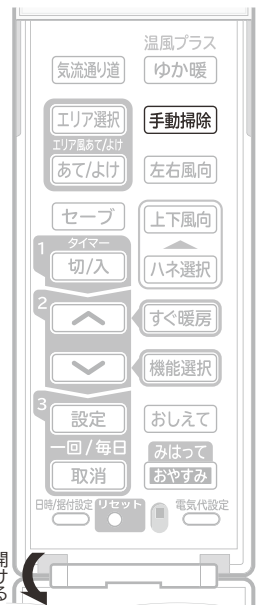 温風プラス
気流通り道 ゆか暖
エリア選択 手動掃除
エリア風あて/よけ
あて/よけ 左右風向
セーブ 上下風向
1 タイマー
切/入 ハネ選択
2 すぐ暖房
機能選択
3 設定 おしえて
一回/毎日 みはって
取消 おやすみ
日時/据付設定 リセット 電気代設定
開ける